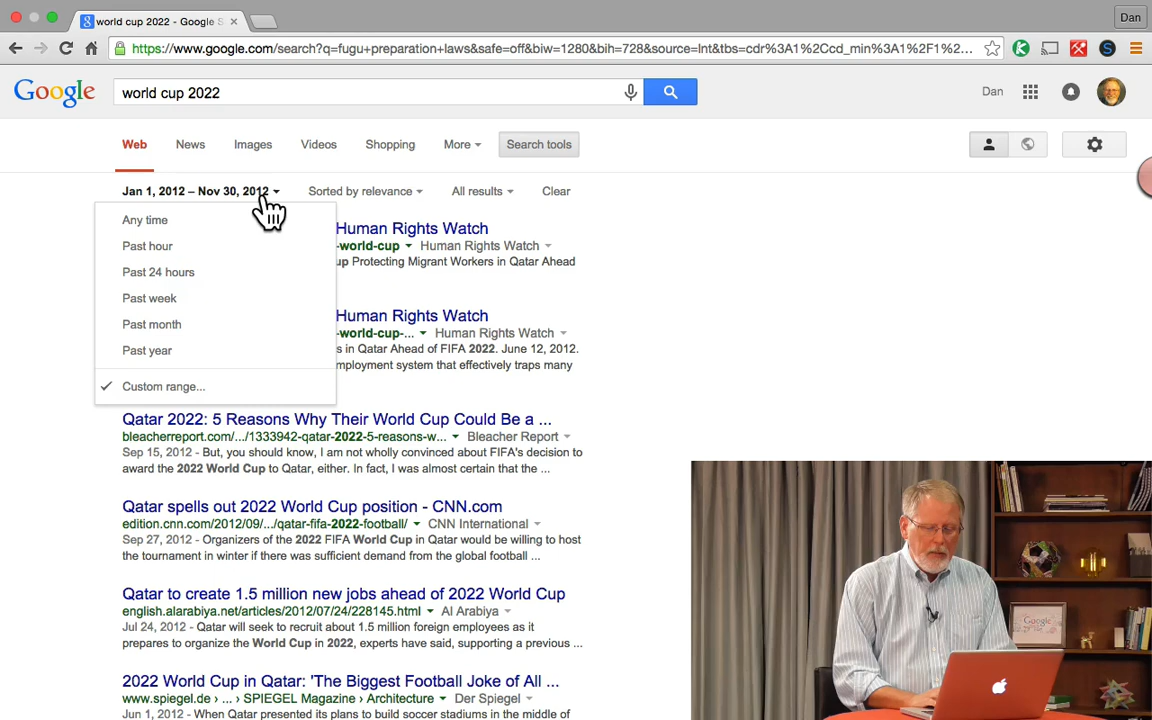 world cup 2022 - Google S
Dan
https://www.google.com/search?q=fugu+preparation+laws&safe=off&biw=1280&bih=728&source=lnt&tbs=cdr%3A1%2Ccd_min%3A1%2F1%2...
Google
world cup 2022
Dan
Web News Images Videos Shopping More Search tools
Jan 1, 2012 – Nov 30, 2012 Sorted by relevance All results Clear
Any time
Past hour
Past 24 hours
Past week
Past month
Past year
Custom range...
Human Rights Watch
-world-cup Human Rights Watch
up Protecting Migrant Workers in Qatar Ahead
Human Rights Watch
-world-cup-... Human Rights Watch
s in Qatar Ahead of FIFA 2022. June 12, 2012.
mployment system that effectively traps many
Qatar 2022: 5 Reasons Why Their World Cup Could Be a ...
bleacherreport.com/.../1333942-qatar-2022-5-reasons-w... Bleacher Report
Sep 15, 2012 - But, you should know, I am not wholly convinced about FIFA's decision to
award the 2022 World Cup to Qatar, either. In fact, I was almost certain that the ...
Qatar spells out 2022 World Cup position - CNN.com
edition.cnn.com/2012/09/.../qatar-fifa-2022-football/ CNN International
Sep 27, 2012 - Organizers of the 2022 FIFA World Cup in Qatar would be willing to host
the tournament in winter if there was sufficient demand from the global football ...
Qatar to create 1.5 million new jobs ahead of 2022 World Cup
english.alarabiya.net/articles/2012/07/24/228145.html Al Arabiya
Jul 24, 2012 - Qatar will seek to recruit about 1.5 million foreign employees as it
prepares to organize the World Cup in 2022, experts have said, supporting a previous ...
2022 World Cup in Qatar: 'The Biggest Football Joke of All ...
www.spiegel.de › ... › SPIEGEL Magazine › Architecture Der Spiegel
Jun 1, 2012 - When Qatar presented its plans to build soccer stadiums in the middle of
Google